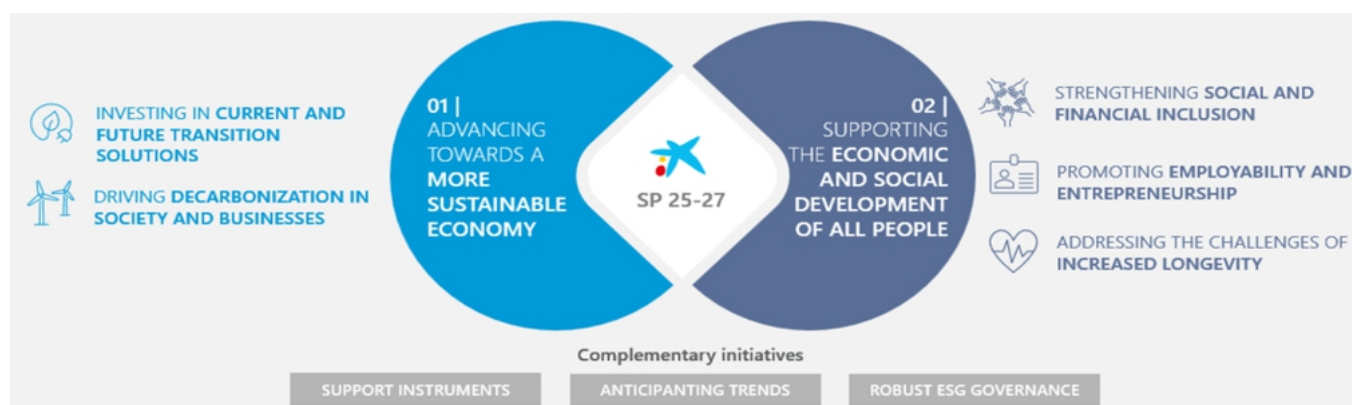 INVESTING IN CURRENT AND
FUTURE TRANSITION
SOLUTIONS
DRIVING DECARBONIZATION IN
SOCIETY AND BUSINESSES
01 |
ADVANCING
TOWARDS A
MORE
SUSTAINABLE
ECONOMY
SP 25-27
02 |
SUPPORTING
THE ECONOMIC
AND SOCIAL
DEVELOPMENT
OF ALL PEOPLE
STRENGTHENING SOCIAL AND
FINANCIAL INCLUSION
PROMOTING EMPLOYABILITY AND
ENTREPRENEURSHIP
ADDRESSING THE CHALLENGES OF
INCREASED LONGEVITY
Complementary initiatives
SUPPORT INSTRUMENTS
ANTICIPANTING TRENDS
ROBUST ESG GOVERNANCE